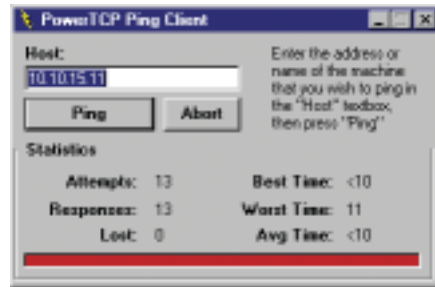 PowerTCP Ping Client
Host:
10.10.15.11
Ping
Abort
Enter the address or
name of the machine
that you wish to ping in
the "Host" textbox,
then press "Ping"
Statistics
Attempts: 13
Best Time: <10
Responses: 13
Worst Time: 11
Lost: 0
Avg Time: <10